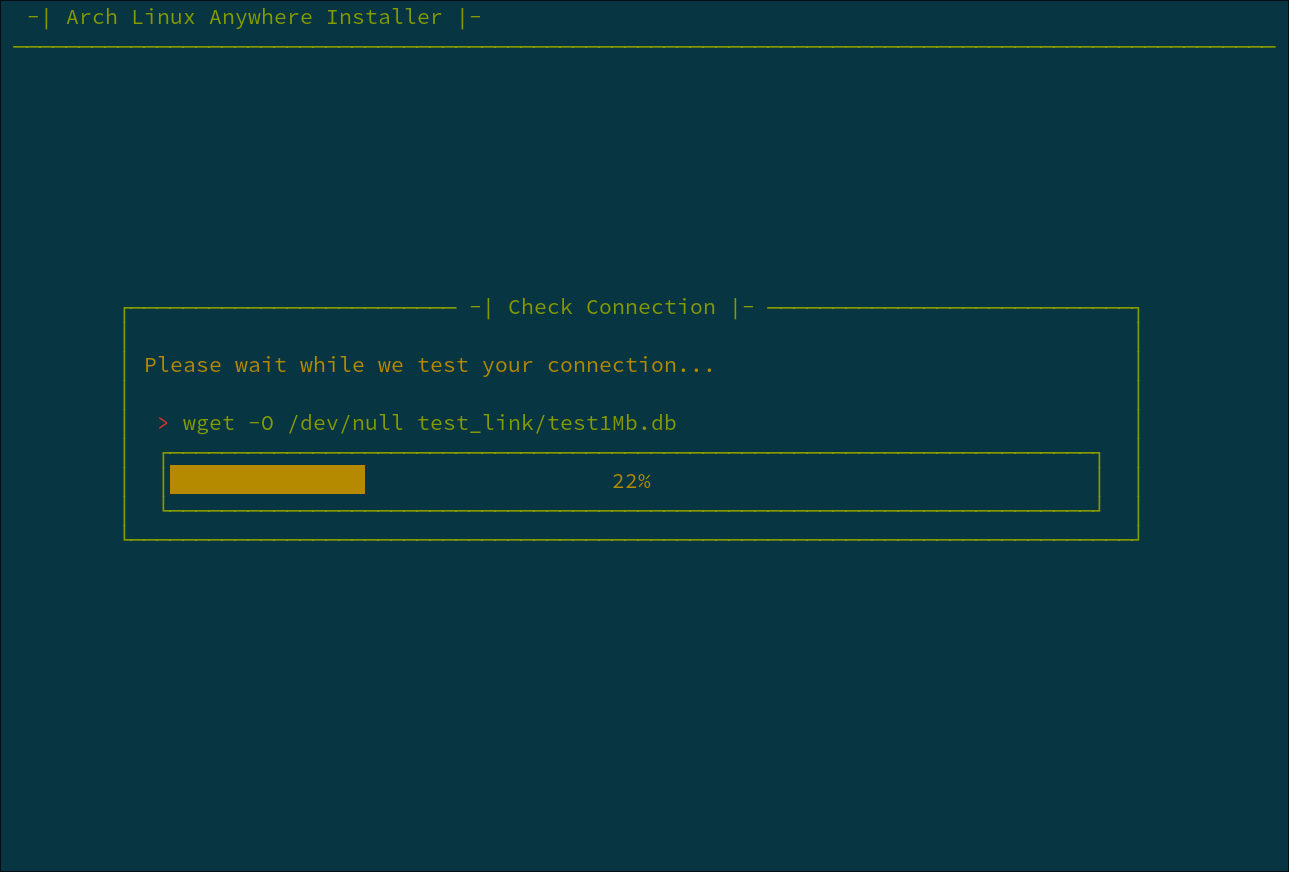 -| Arch Linux Anywhere Installer |-
-| Check Connection |-
Please wait while we test your connection...
> wget -O /dev/null test_link/test1Mb.db
22%